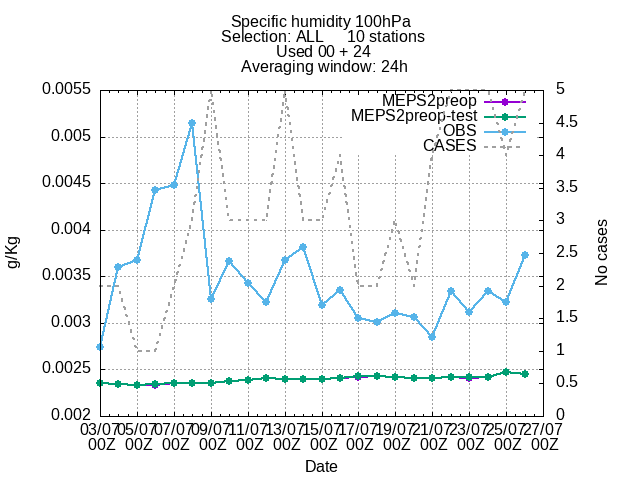 Specific humidity 100hPa
Selection: ALL 10 stations
Used 00 + 24
Averaging window: 24h
MEPS2preop
MEPS2preop-test
OBS
CASES
0.0055
0.005
0.0045
0.004
0.0035
0.003
0.0025
0.002
g/Kg
5
4.5
4
3.5
3
2.5
2
1.5
1
0.5
0
No cases
03/07 05/07 07/07 09/07 11/07 13/07 15/07 17/07 19/07 21/07 23/07 25/07 27/07
00Z 00Z 00Z 00Z 00Z 00Z 00Z 00Z 00Z 00Z 00Z 00Z 00Z
Date